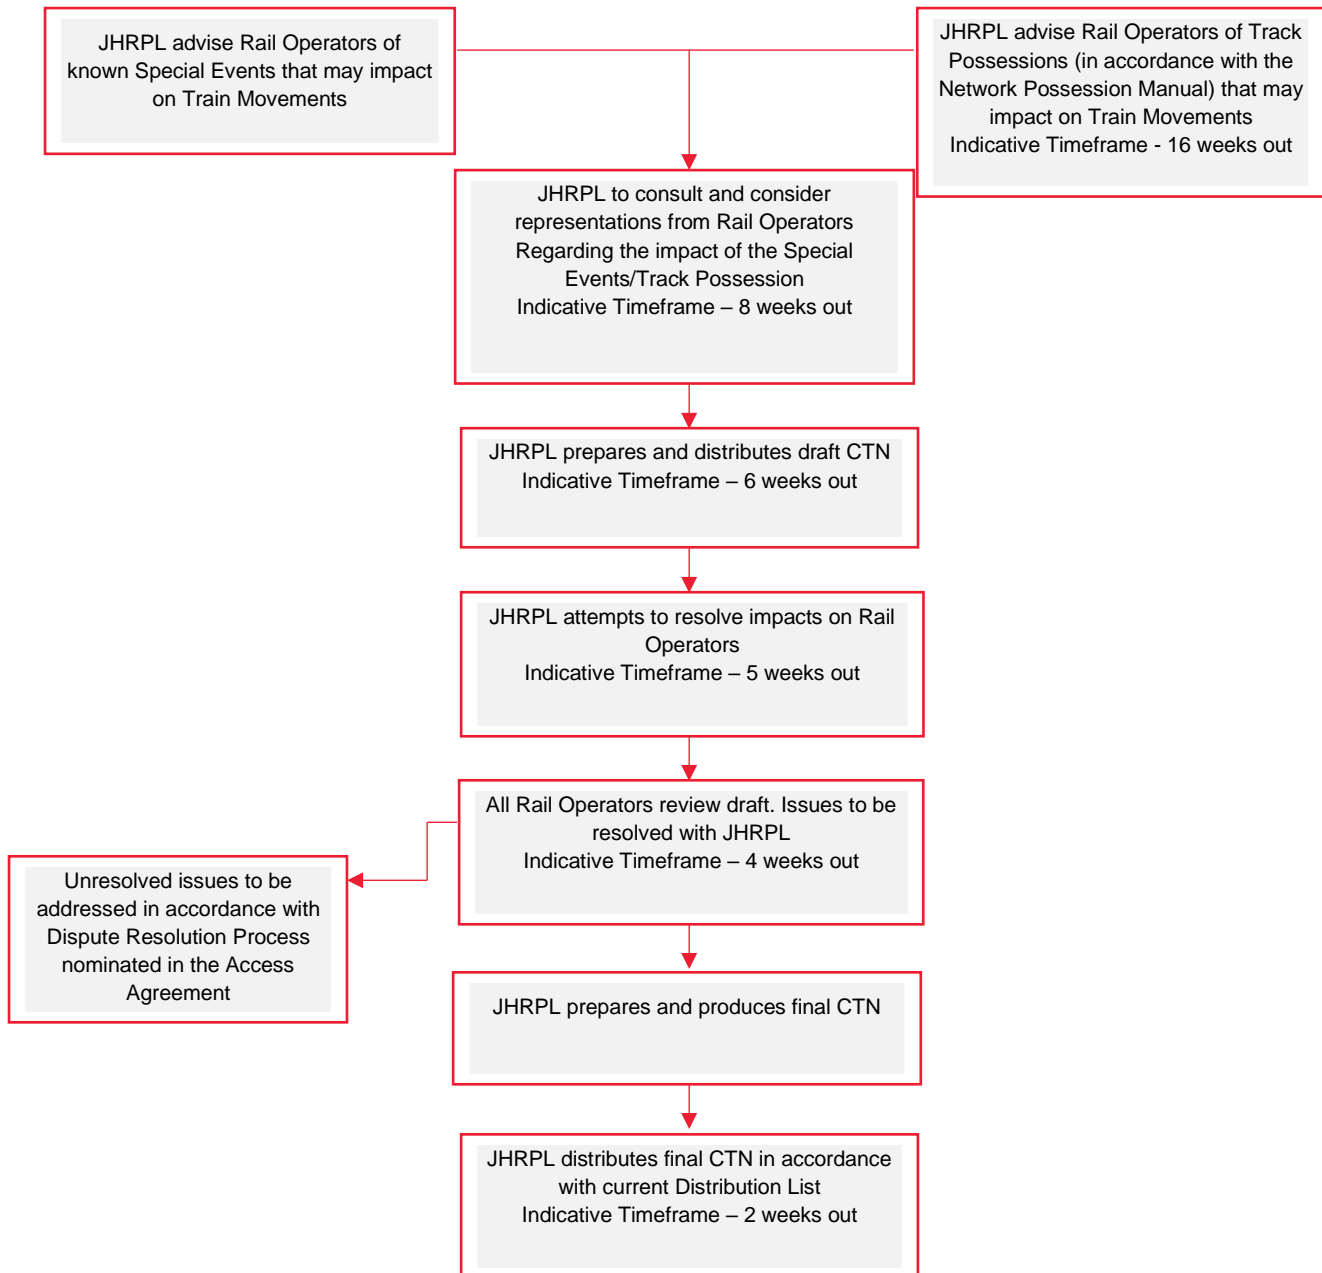 JHRPL advise Rail Operators of
known Special Events that may impact
on Train Movements
JHRPL advise Rail Operators of Track
Possessions (in accordance with the
Network Possession Manual) that may
impact on Train Movements
Indicative Timeframe - 16 weeks out
JHRPL to consult and consider
representations from Rail Operators
Regarding the impact of the Special
Events/Track Possession
Indicative Timeframe – 8 weeks out
JHRPL prepares and distributes draft CTN
Indicative Timeframe – 6 weeks out
JHRPL attempts to resolve impacts on Rail
Operators
Indicative Timeframe – 5 weeks out
All Rail Operators review draft. Issues to be
resolved with JHRPL
Indicative Timeframe – 4 weeks out
Unresolved issues to be
addressed in accordance with
Dispute Resolution Process
nominated in the Access
Agreement
JHRPL prepares and produces final CTN
JHRPL distributes final CTN in accordance
with current Distribution List
Indicative Timeframe – 2 weeks out